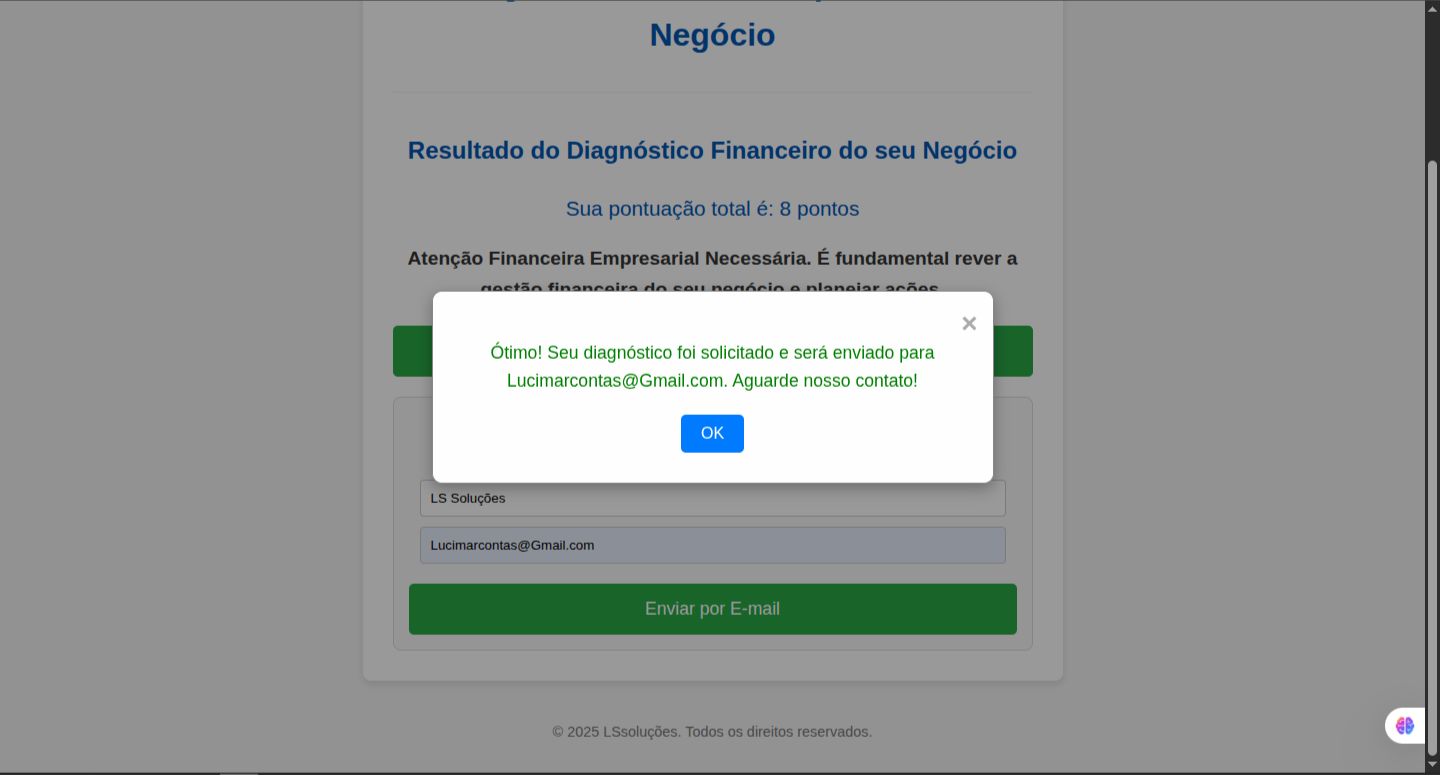 Negócio
Resultado do Diagnóstico Financeiro do seu Negócio
Sua pontuação total é: 8 pontos
Atenção Financeira Empresarial Necessária. É fundamental rever a
gestão financeira do seu negócio e planejar ações.
×
Ótimo! Seu diagnóstico foi solicitado e será enviado para
Lucimarcontas@Gmail.com. Aguarde nosso contato!
OK
LS Soluções
Lucimarcontas@Gmail.com
Enviar por E-mail
© 2025 LSsoluções. Todos os direitos reservados.